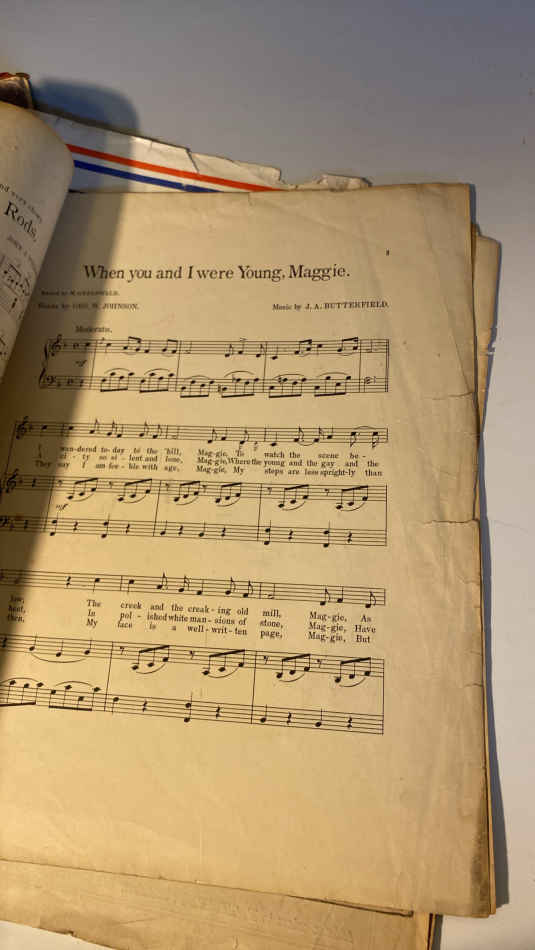 Rods,
3
When you and I were Young, Maggie.
Words by GEO. W. JOHNSON.
Music by J. A. BUTTERFIELD.
Moderato.
mf
I wan-dered to-day to the hill, Mag-gie, To watch the scene be-
A ci-ty so si-lent and lone, Mag-gie, Where the young and the gay and the
They say I am fee-ble with age, Mag-gie, My steps are less spright-ly than
mf
low, The creek and the creak-ing old mill, Mag-gie, As
best, In pol-ished white man-sions of stone, Mag-gie, Have
then, My face is a well-writ-ten page, Mag-gie, But